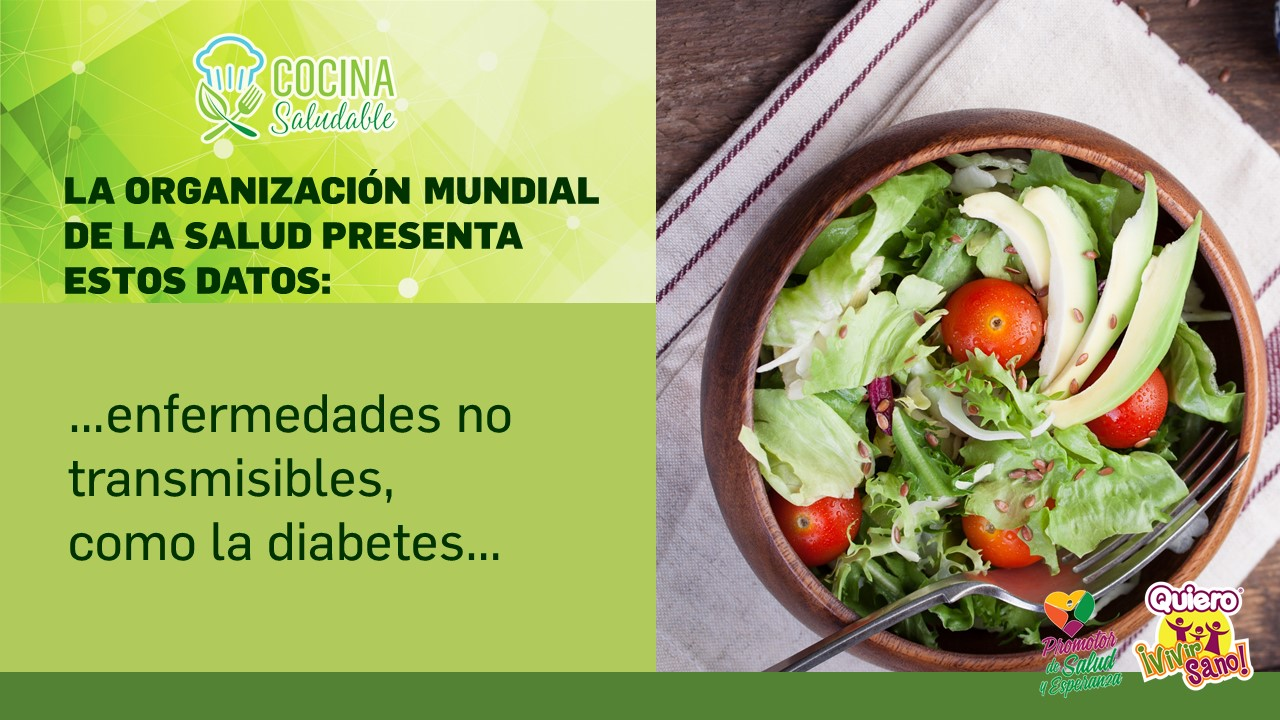 COCINA
Saludable
LA ORGANIZACIÓN MUNDIAL
DE LA SALUD PRESENTA
ESTOS DATOS:
...enfermedades no
transmisibles,
como la diabetes...
Promotor
de Salud
y Esperanza
Quiero
¡Vivir
Sano!